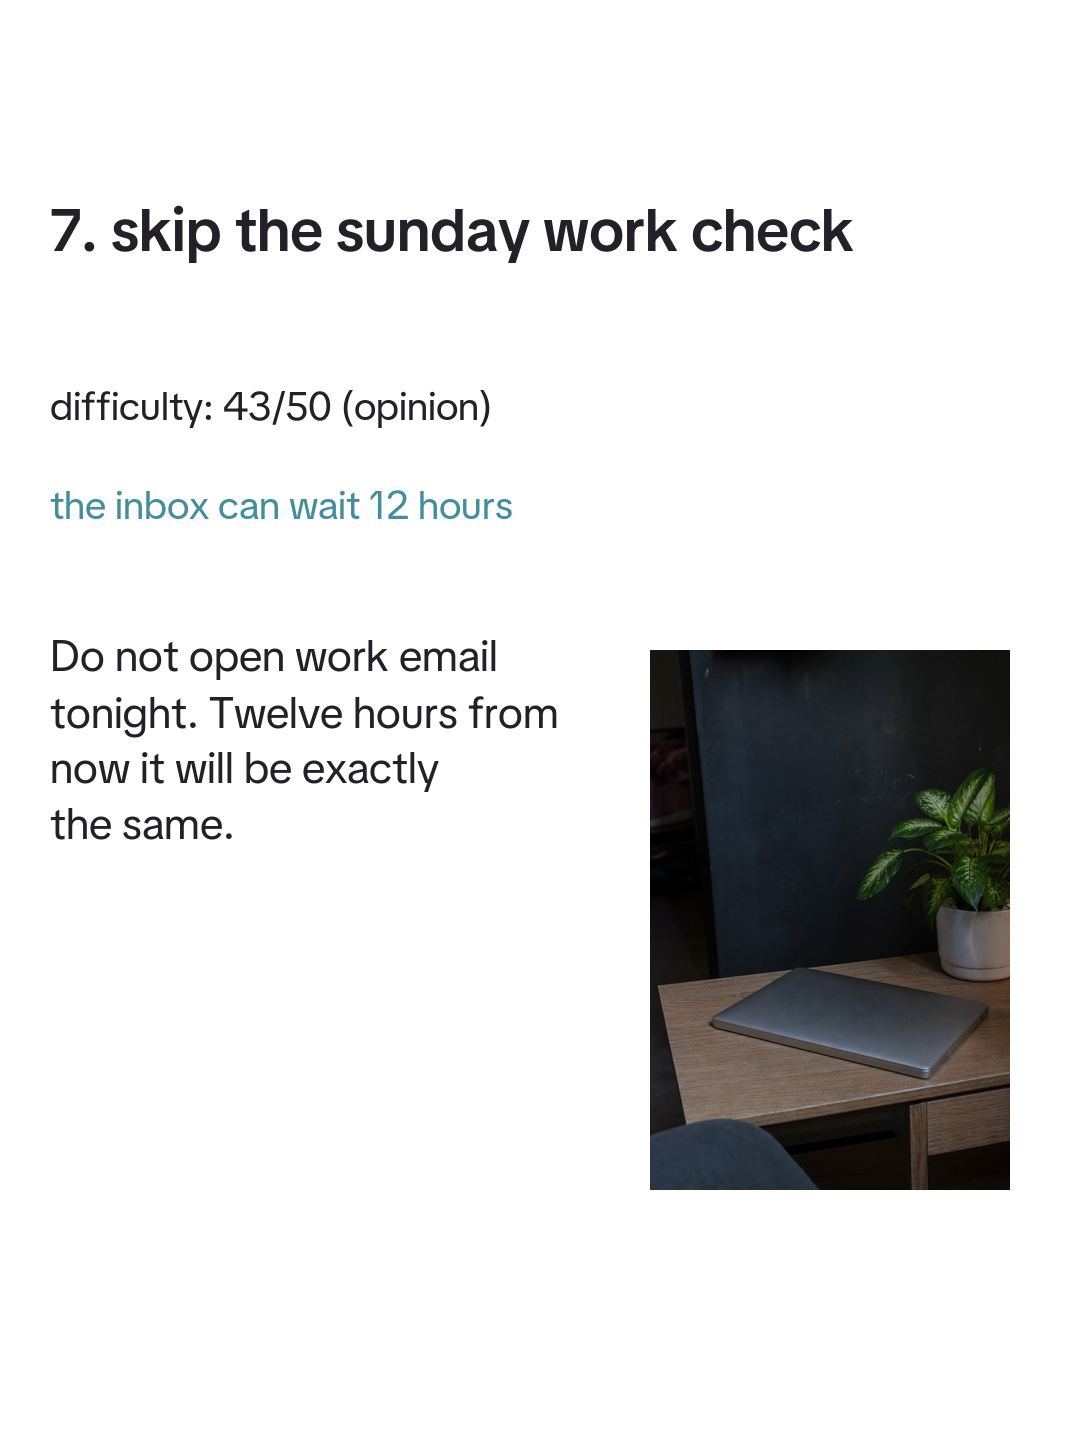 7. skip the sunday work check
difficulty: 43/50 (opinion)
the inbox can wait 12 hours
Do not open work email
tonight. Twelve hours from
now it will be exactly
the same.